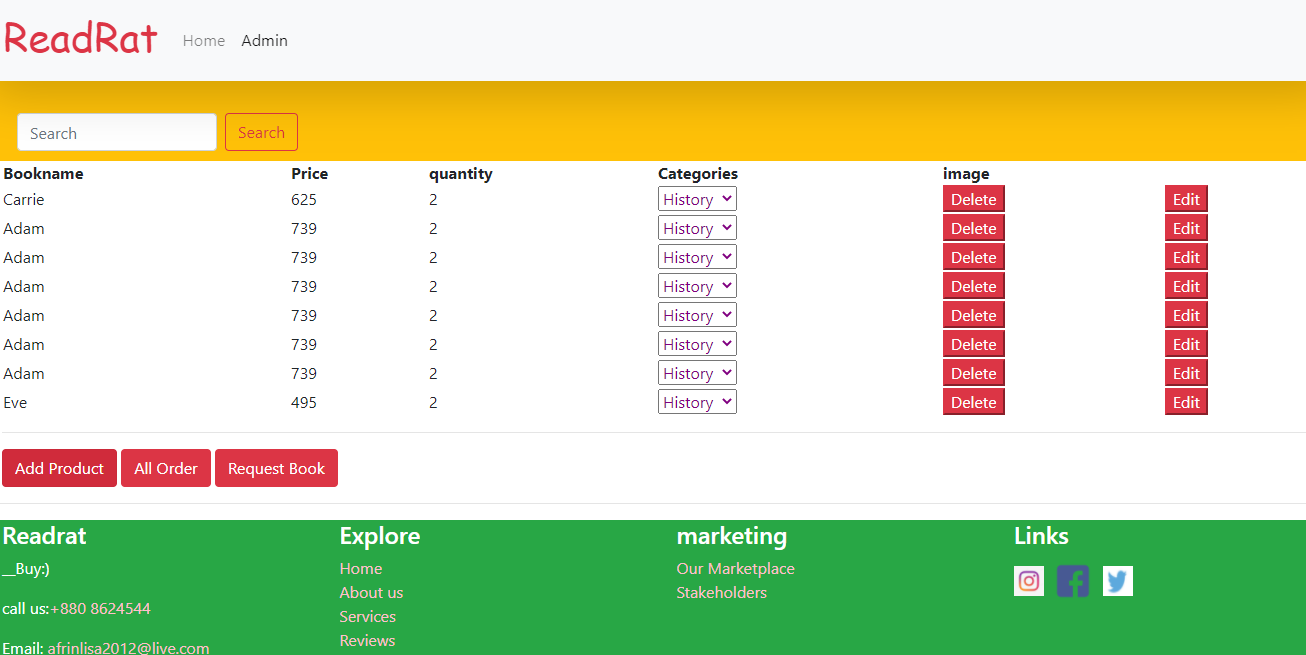 ReadRat Home Admin
Search Search
Bookname Price quantity Categories image
Carrie 625 2 History Delete Edit
Adam 739 2 History Delete Edit
Adam 739 2 History Delete Edit
Adam 739 2 History Delete Edit
Adam 739 2 History Delete Edit
Adam 739 2 History Delete Edit
Adam 739 2 History Delete Edit
Eve 495 2 History Delete Edit
Add Product All Order Request Book
Readrat Explore marketing Links
__Buy:) Home Our Marketplace
About us Stakeholders
call us:+880 8624544 Services
Reviews
Email: afrinlisa2012@live.com